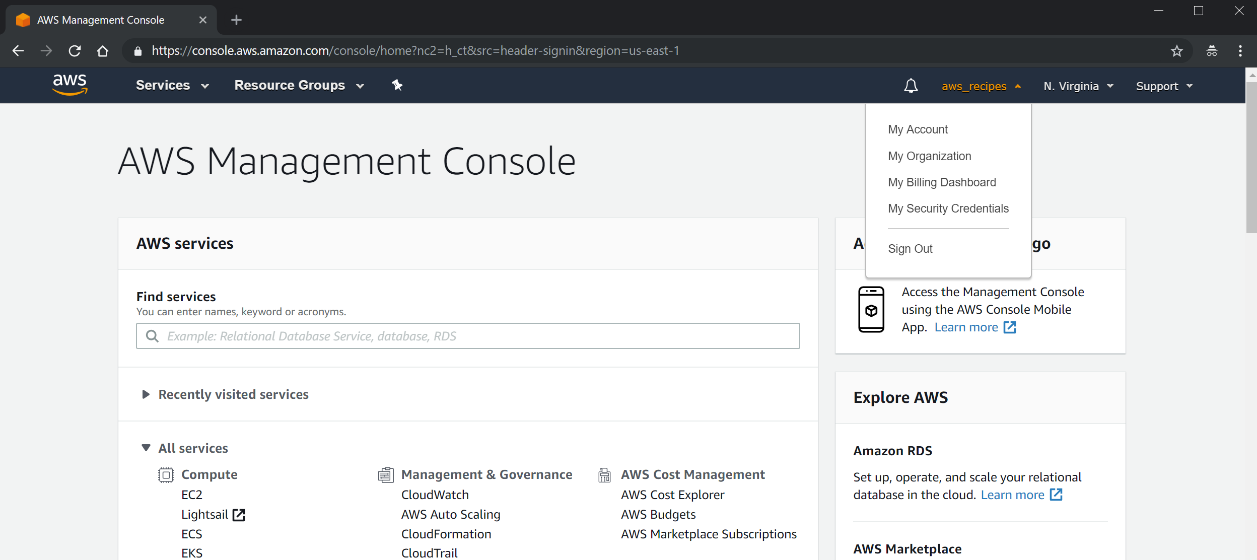 AWS Management Console
https://console.aws.amazon.com/console/home?nc2=h_ct&src=header-signin&region=us-east-1
aws Services Resource Groups aws_recipes N. Virginia Support
My Account
My Organization
My Billing Dashboard
My Security Credentials
Sign Out
AWS Management Console
AWS services
Find services
You can enter names, keyword or acronyms.
Example: Relational Database Service, database, RDS
Recently visited services
All services
Compute
EC2
Lightsail
ECS
EKS
Management & Governance
CloudWatch
AWS Auto Scaling
CloudFormation
CloudTrail
AWS Cost Management
AWS Cost Explorer
AWS Budgets
AWS Marketplace Subscriptions
A go
Access the Management Console
using the AWS Console Mobile
App. Learn more
Explore AWS
Amazon RDS
Set up, operate, and scale your relational
database in the cloud. Learn more
AWS Marketplace